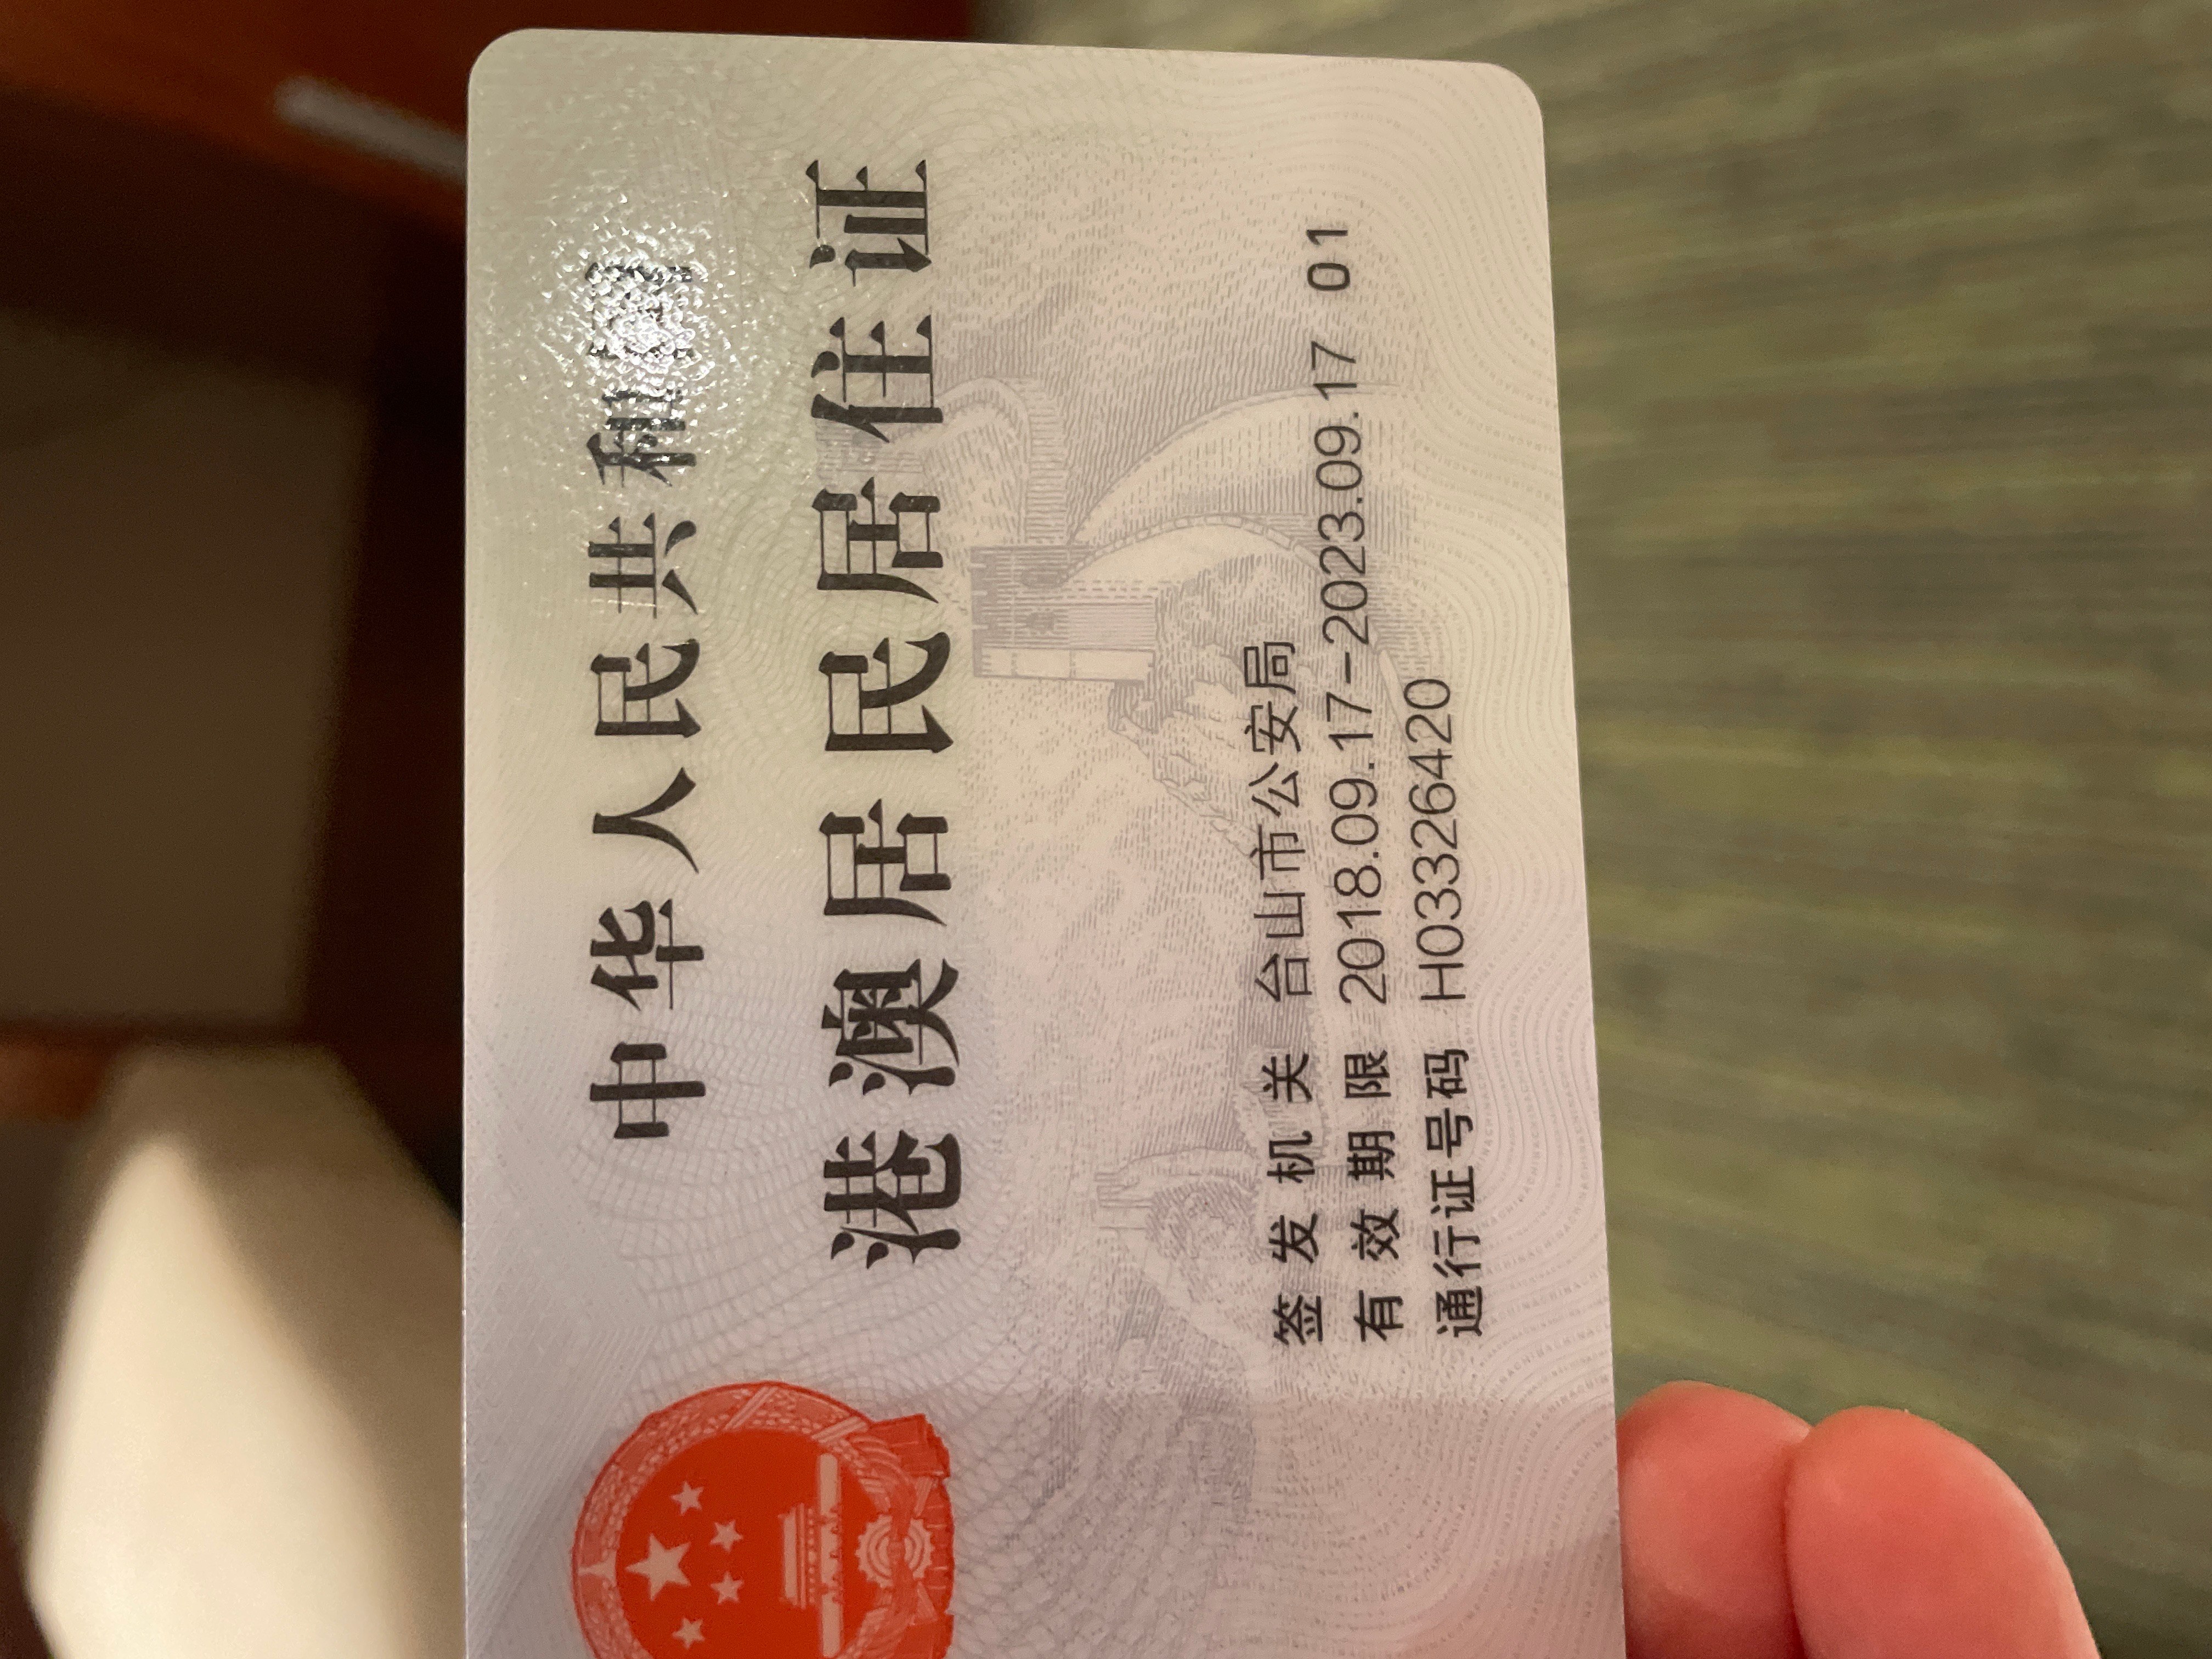 中华人民共和国
港澳居民居住证
签发机关 台山市公安局
有效期限 2018.09.17-2023.09.17 01
通行证号码 H03326420